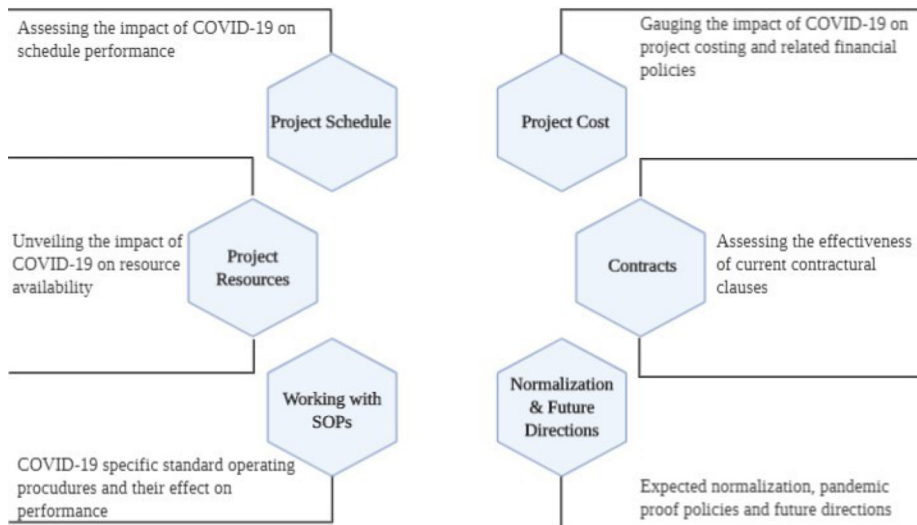 Assessing the impact of COVID-19 on
schedule performance
Project Schedule
Gauging the impact of COVID-19 on
project costing and related financial
policies
Project Cost
Unveiling the impact of
COVID-19 on resource
availability
Project
Resources
Contracts
Assessing the effectiveness
of current contractural
clauses
Working with
SOPs
COVID-19 specific standard operating
procudures and their effect on
performance
Normalization
& Future
Directions
Expected normalization, pandemic
proof policies and future directions